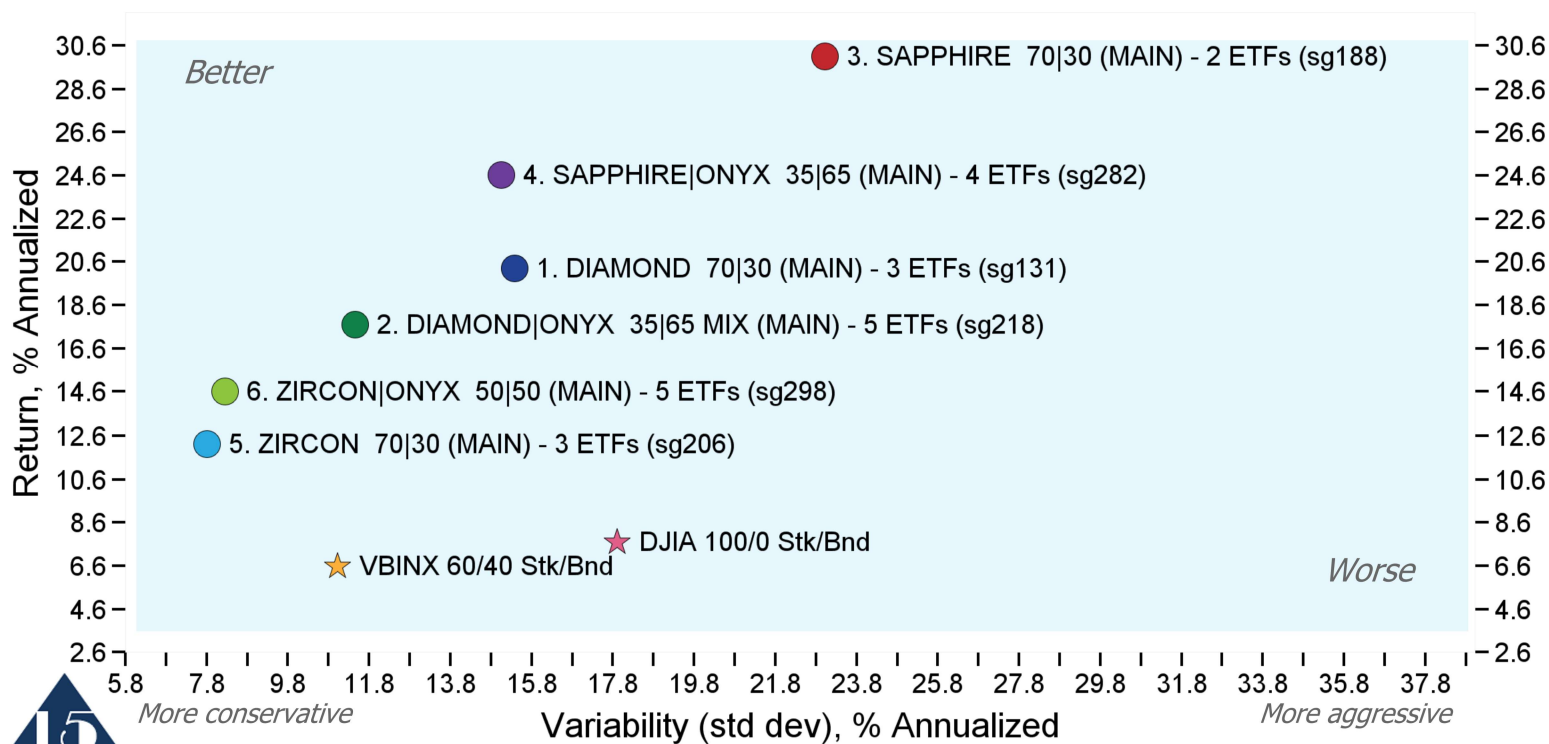 30.6
28.6
26.6
24.6
22.6
20.6
18.6
16.6
14.6
12.6
10.6
8.6
6.6
4.6
2.6
Return, % Annualized
Better
3. SAPPHIRE 70|30 (MAIN) - 2 ETFs (sg188)
4. SAPPHIRE|ONYX 35|65 (MAIN) - 4 ETFs (sg282)
1. DIAMOND 70|30 (MAIN) - 3 ETFs (sg131)
2. DIAMOND|ONYX 35|65 MIX (MAIN) - 5 ETFs (sg218)
6. ZIRCON|ONYX 50|50 (MAIN) - 5 ETFs (sg298)
5. ZIRCON 70|30 (MAIN) - 3 ETFs (sg206)
DJIA 100/0 Stk/Bnd
VBINX 60/40 Stk/Bnd
Worse
30.6
28.6
26.6
24.6
22.6
20.6
18.6
16.6
14.6
12.6
10.6
8.6
6.6
4.6
2.6
5.8 7.8 9.8 11.8 13.8 15.8 17.8 19.8 21.8 23.8 25.8 27.8 29.8 31.8 33.8 35.8 37.8
15
More conservative
Variability (std dev), % Annualized
More aggressive